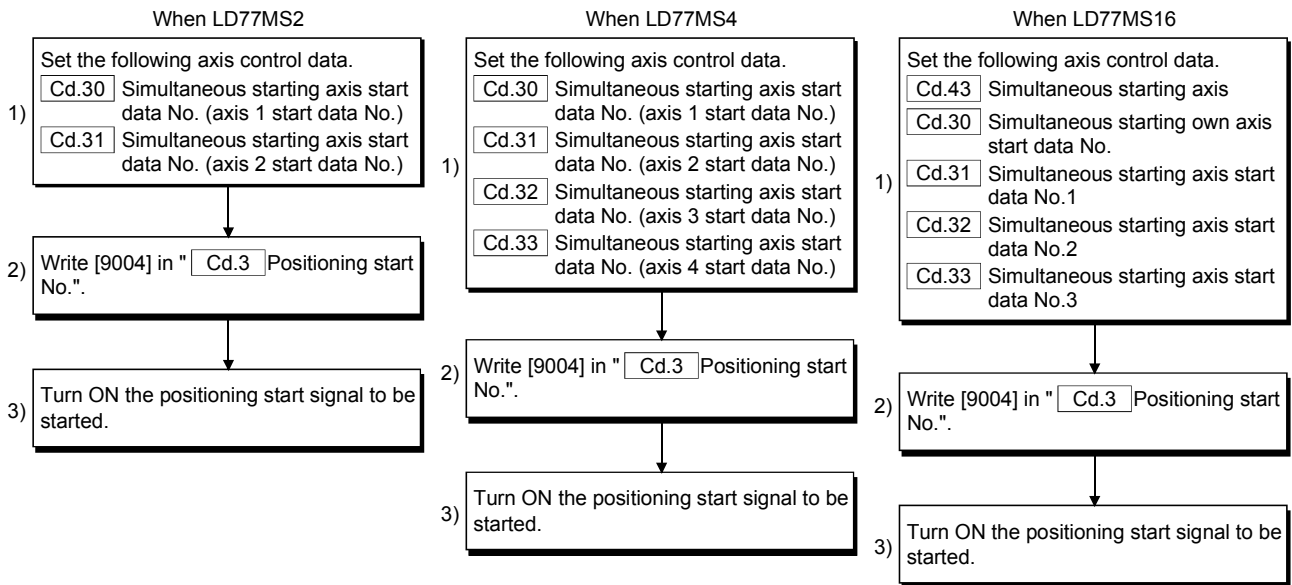 When LD77MS2
Set the following axis control data.
1)
Cd.30 Simultaneous starting axis start
data No. (axis 1 start data No.)
Cd.31 Simultaneous starting axis start
data No. (axis 2 start data No.)
2)
Write [9004] in " Cd.3 Positioning start
No.".
3)
Turn ON the positioning start signal to be
started.
When LD77MS4
Set the following axis control data.
1)
Cd.30 Simultaneous starting axis start
data No. (axis 1 start data No.)
Cd.31 Simultaneous starting axis start
data No. (axis 2 start data No.)
Cd.32 Simultaneous starting axis start
data No. (axis 3 start data No.)
Cd.33 Simultaneous starting axis start
data No. (axis 4 start data No.)
2)
Write [9004] in " Cd.3 Positioning start
No.".
3)
Turn ON the positioning start signal to be
started.
When LD77MS16
Set the following axis control data.
1)
Cd.43 Simultaneous starting axis
Cd.30 Simultaneous starting own axis
start data No.
Cd.31 Simultaneous starting axis start
data No.1
Cd.32 Simultaneous starting axis start
data No.2
Cd.33 Simultaneous starting axis start
data No.3
2)
Write [9004] in " Cd.3 Positioning start
No.".
3)
Turn ON the positioning start signal to be
started.